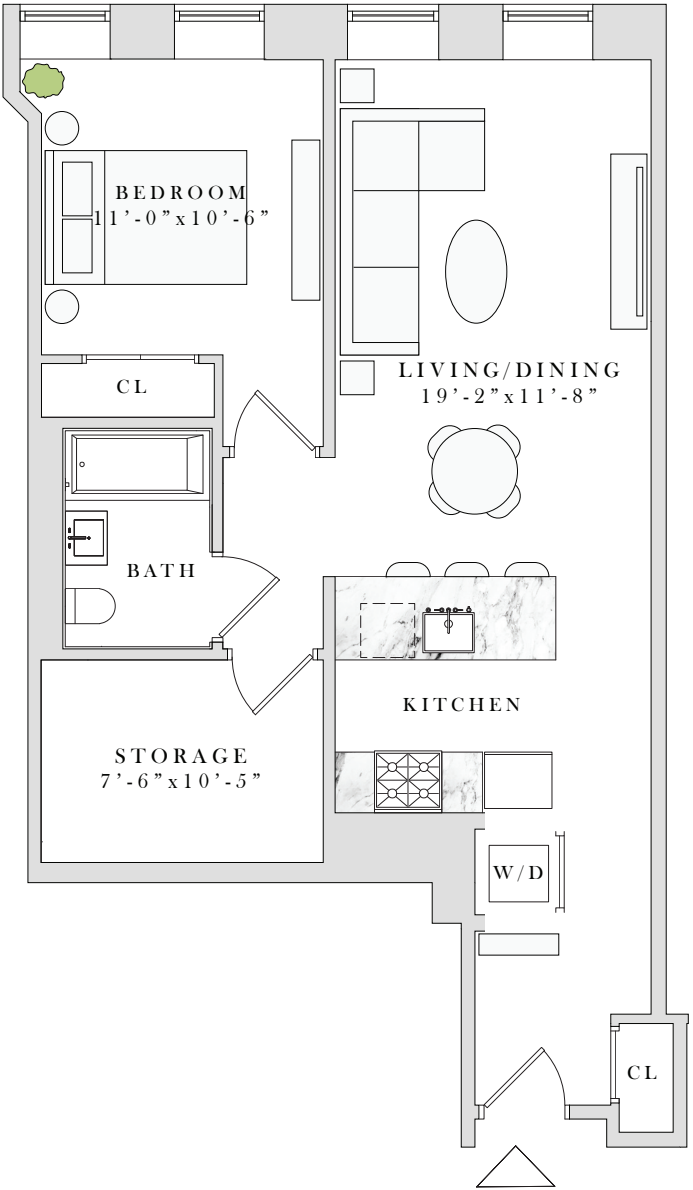 BEDROOM
11’-0”x10’-6”
LIVING/DINING
19’-2”x11’-8”
CL
BATH
KITCHEN
STORAGE
7’-6”x10’-5”
W/D
CL